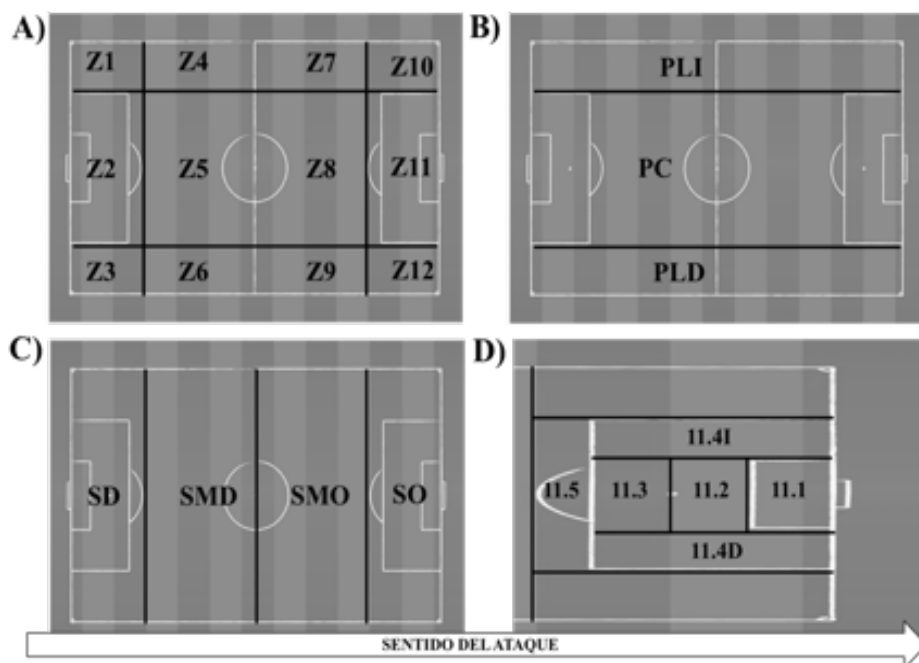 A)
Z1 Z4 Z7 Z10
Z2 Z5 Z8 Z11
Z3 Z6 Z9 Z12
B)
PLI
PC
PLD
C)
SD SMD SMO SO
D)
11.4I
11.5 11.3 11.2 11.1
11.4D
SENTIDO DEL ATAQUE